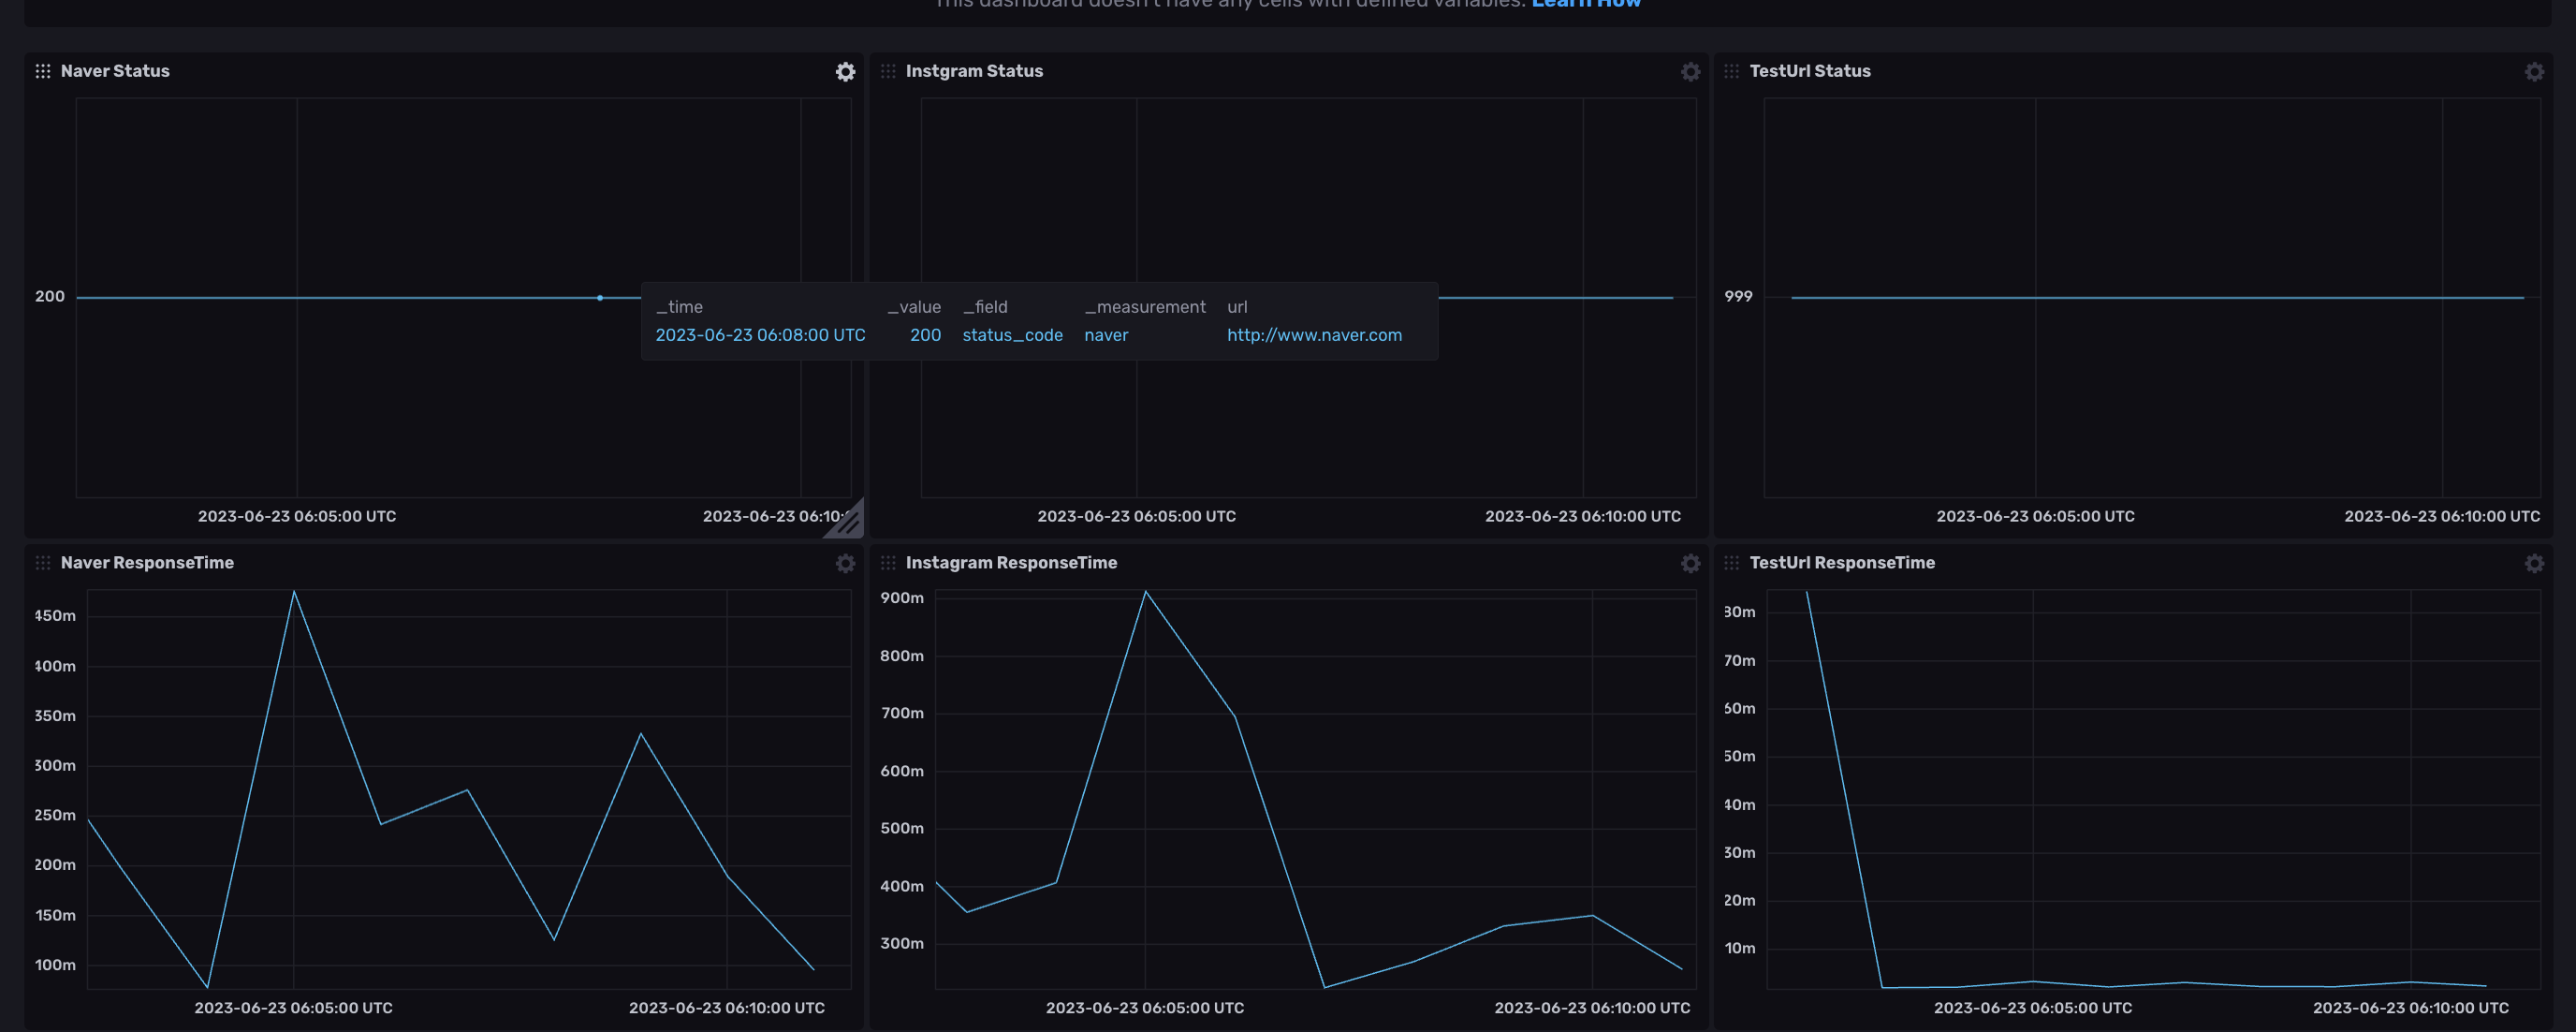 This dashboard doesn't have any cells with defined variables. Learn How
Naver Status
200
2023-06-23 06:05:00 UTC
2023-06-23 06:10:
Instgram Status
2023-06-23 06:05:00 UTC
2023-06-23 06:10:00 UTC
TestUrl Status
999
2023-06-23 06:05:00 UTC
2023-06-23 06:10:00 UTC
_time _value _field _measurement url
2023-06-23 06:08:00 UTC 200 status_code naver http://www.naver.com
Naver ResponseTime
450m
400m
350m
300m
250m
200m
150m
100m
2023-06-23 06:05:00 UTC
2023-06-23 06:10:00 UTC
Instagram ResponseTime
900m
800m
700m
600m
500m
400m
300m
2023-06-23 06:05:00 UTC
2023-06-23 06:10:00 UTC
TestUrl ResponseTime
80m
70m
60m
50m
40m
30m
20m
10m
2023-06-23 06:05:00 UTC
2023-06-23 06:10:00 UTC